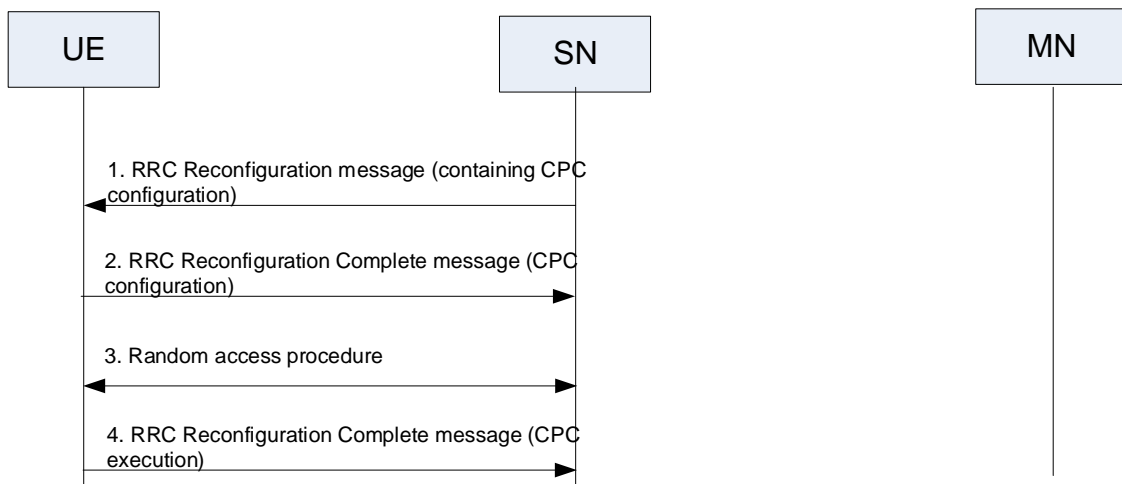 UE
SN
MN
1. RRC Reconfiguration message (containing CPC
configuration)
2. RRC Reconfiguration Complete message (CPC
configuration)
3. Random access procedure
4. RRC Reconfiguration Complete message (CPC
execution)